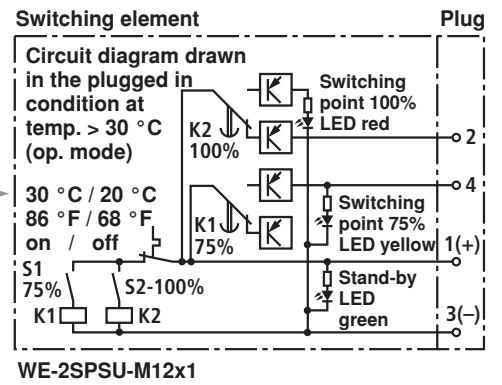 Switching element
Plug
Circuit diagram drawn
in the plugged in
condition at
temp. > 30 °C
(op. mode)
K2
100%
Switching
point 100%
LED red
2
4
30 °C / 20 °C
86 °F / 68 °F
on / off
K1
75%
Switching
point 75%
LED yellow
1(+)
S1
75%
S2-100%
Stand-by
LED
green
K1
K2
3(–)
WE-2SPSU-M12x1